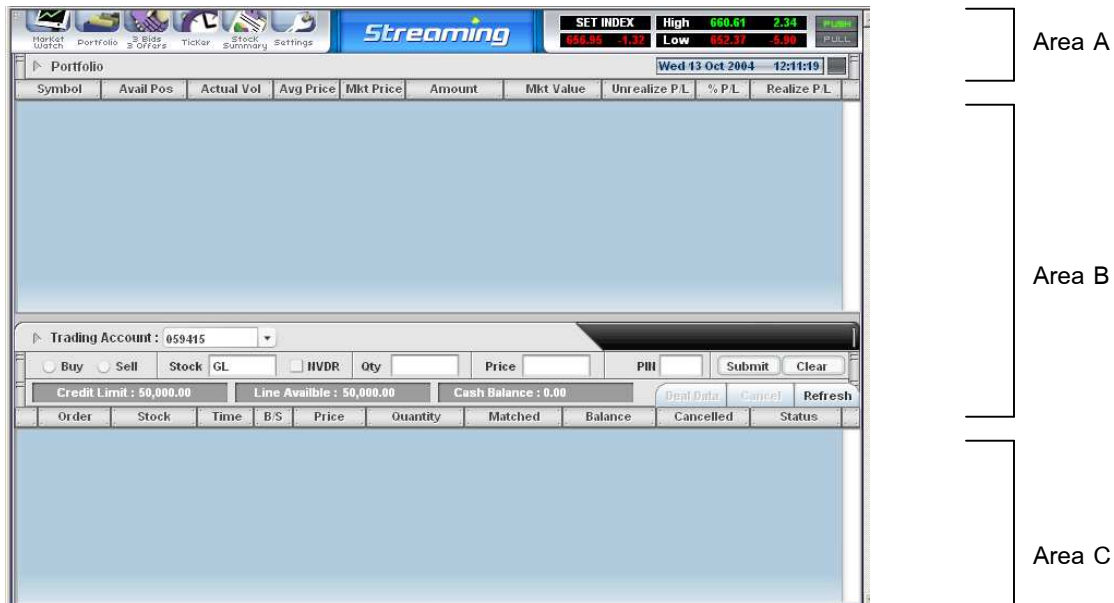 Market Watch Portfolio 3 Bids 3 Offers Ticker Stock Summary Settings
Streaming
SET INDEX High 660.61 2.34 PUSH
656.95 -1.32 Low 652.37 -5.90 PULL
Area A
Portfolio Wed 13 Oct 2004 12:11:19
Symbol Avail Pos Actual Vol Avg Price Mkt Price Amount Mkt Value Unrealize P/L % P/L Realize P/L
Area B
Trading Account : 059415
Buy Sell Stock GL NVDR Qty Price PIN Submit Clear
Credit Limit : 50,000.00 Line Availble : 50,000.00 Cash Balance : 0.00 Deal Data Cancel Refresh
Order Stock Time B/S Price Quantity Matched Balance Cancelled Status
Area C